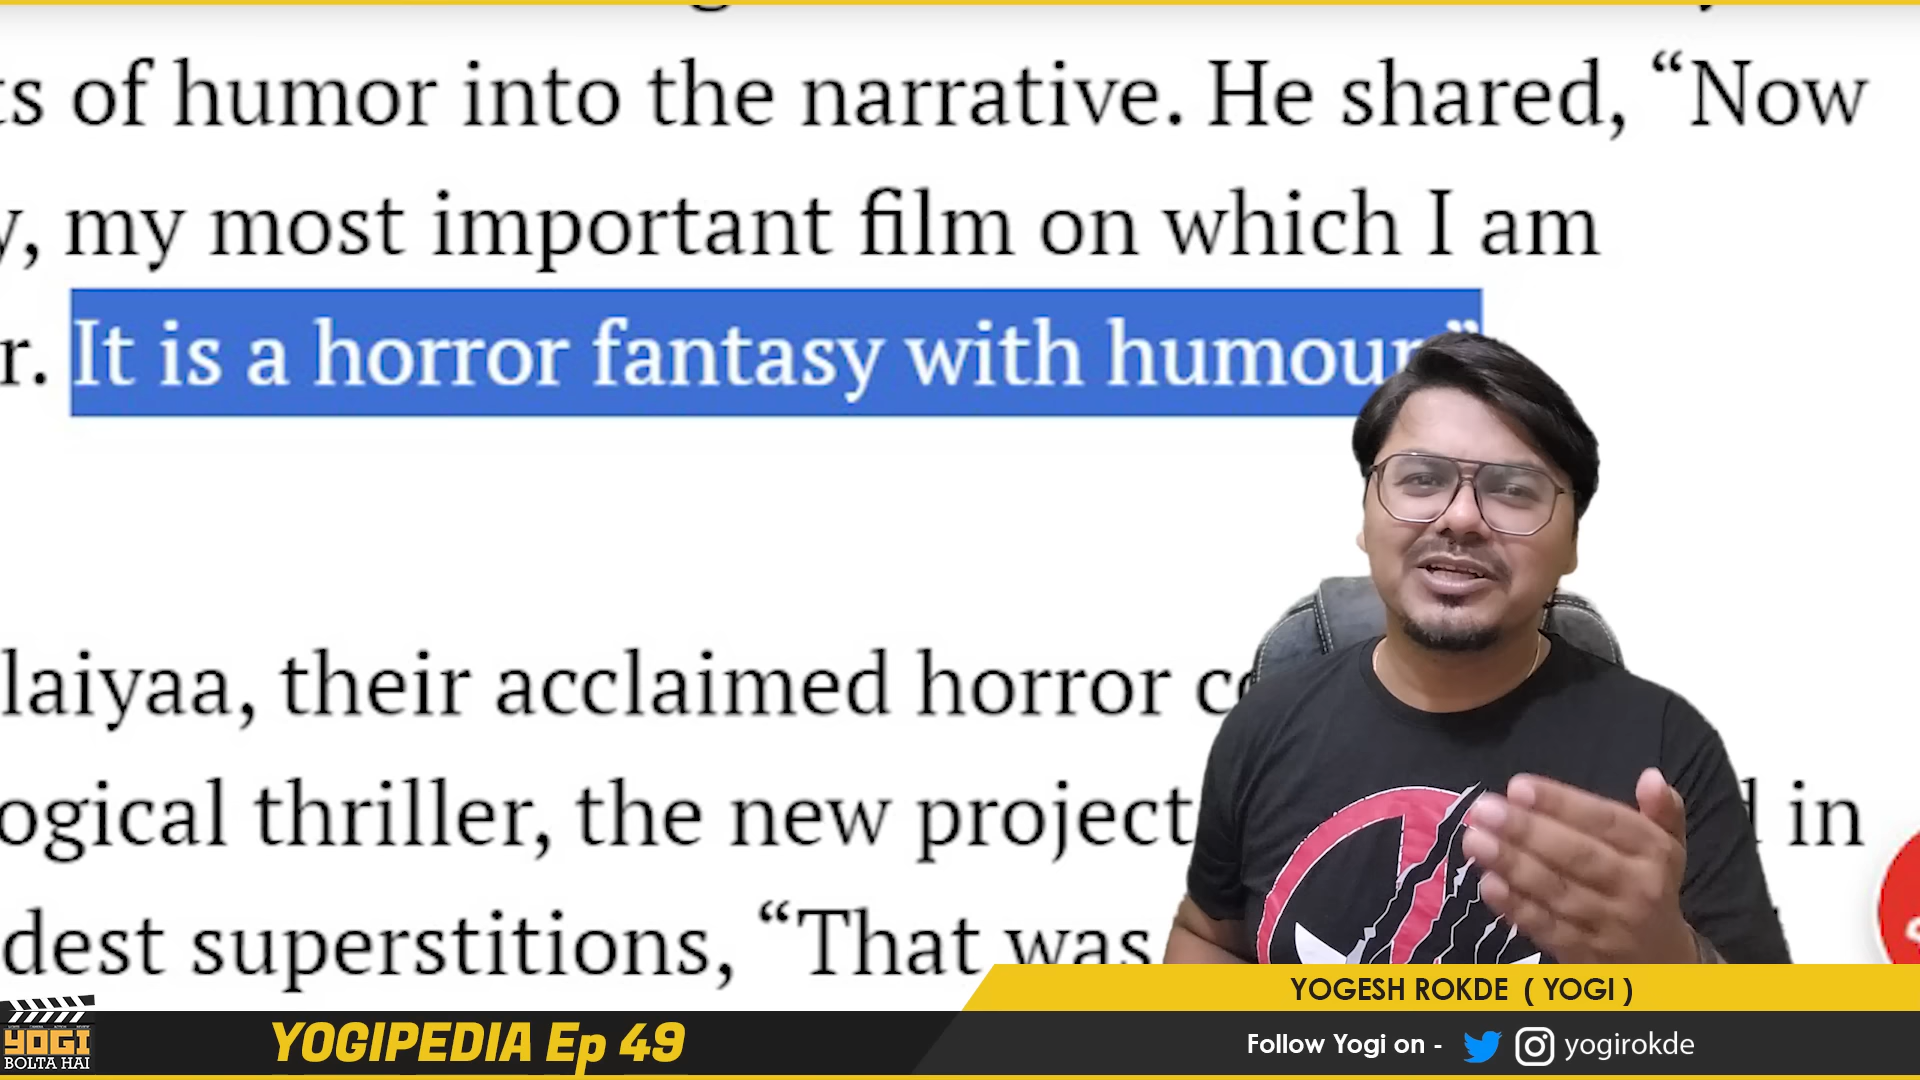 ts of humor into the narrative. He shared, “Now
y, my most important film on which I am
r. It is a horror fantasy with humour”
laiyaa, their acclaimed horror co
ogical thriller, the new project
d in
dest superstitions, “That was
YOGESH ROKDE ( YOGI )
YOGI
BOLTA HAI
YOGIPEDIA Ep 49
Follow Yogi on -
yogirokde